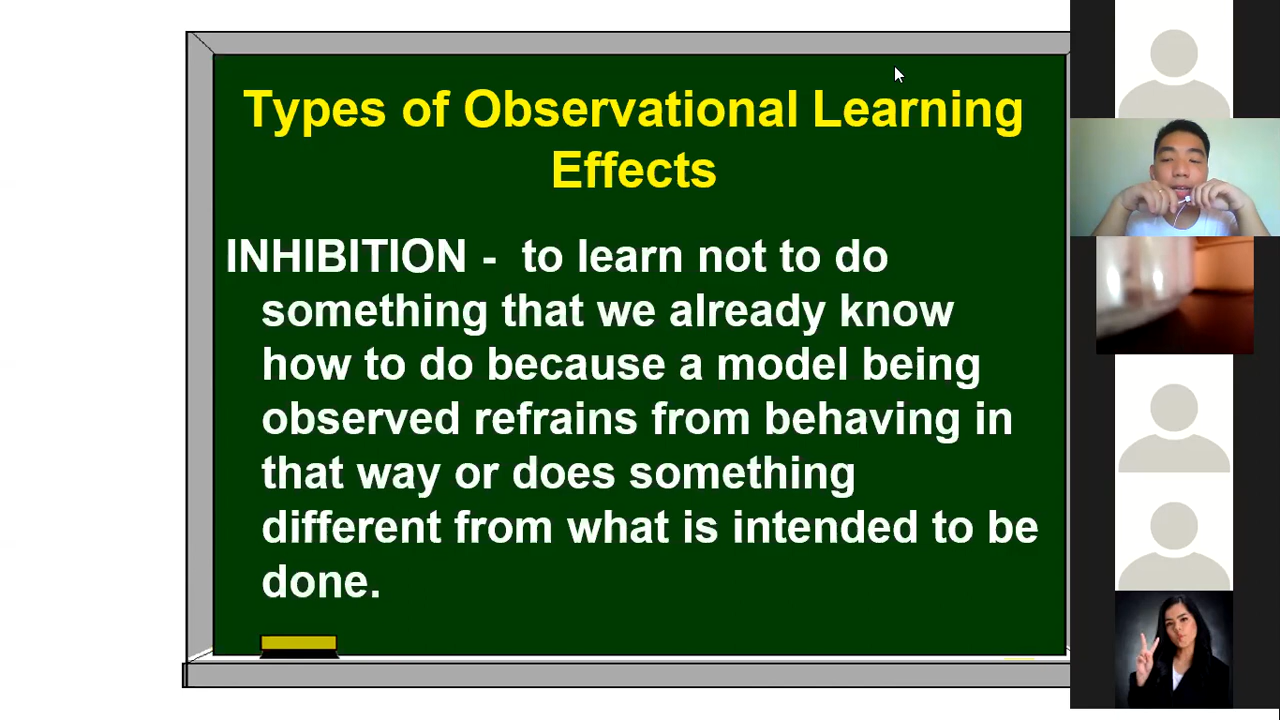 Types of Observational Learning
Effects
INHIBITION - to learn not to do
something that we already know
how to do because a model being
observed refrains from behaving in
that way or does something
different from what is intended to be
done.